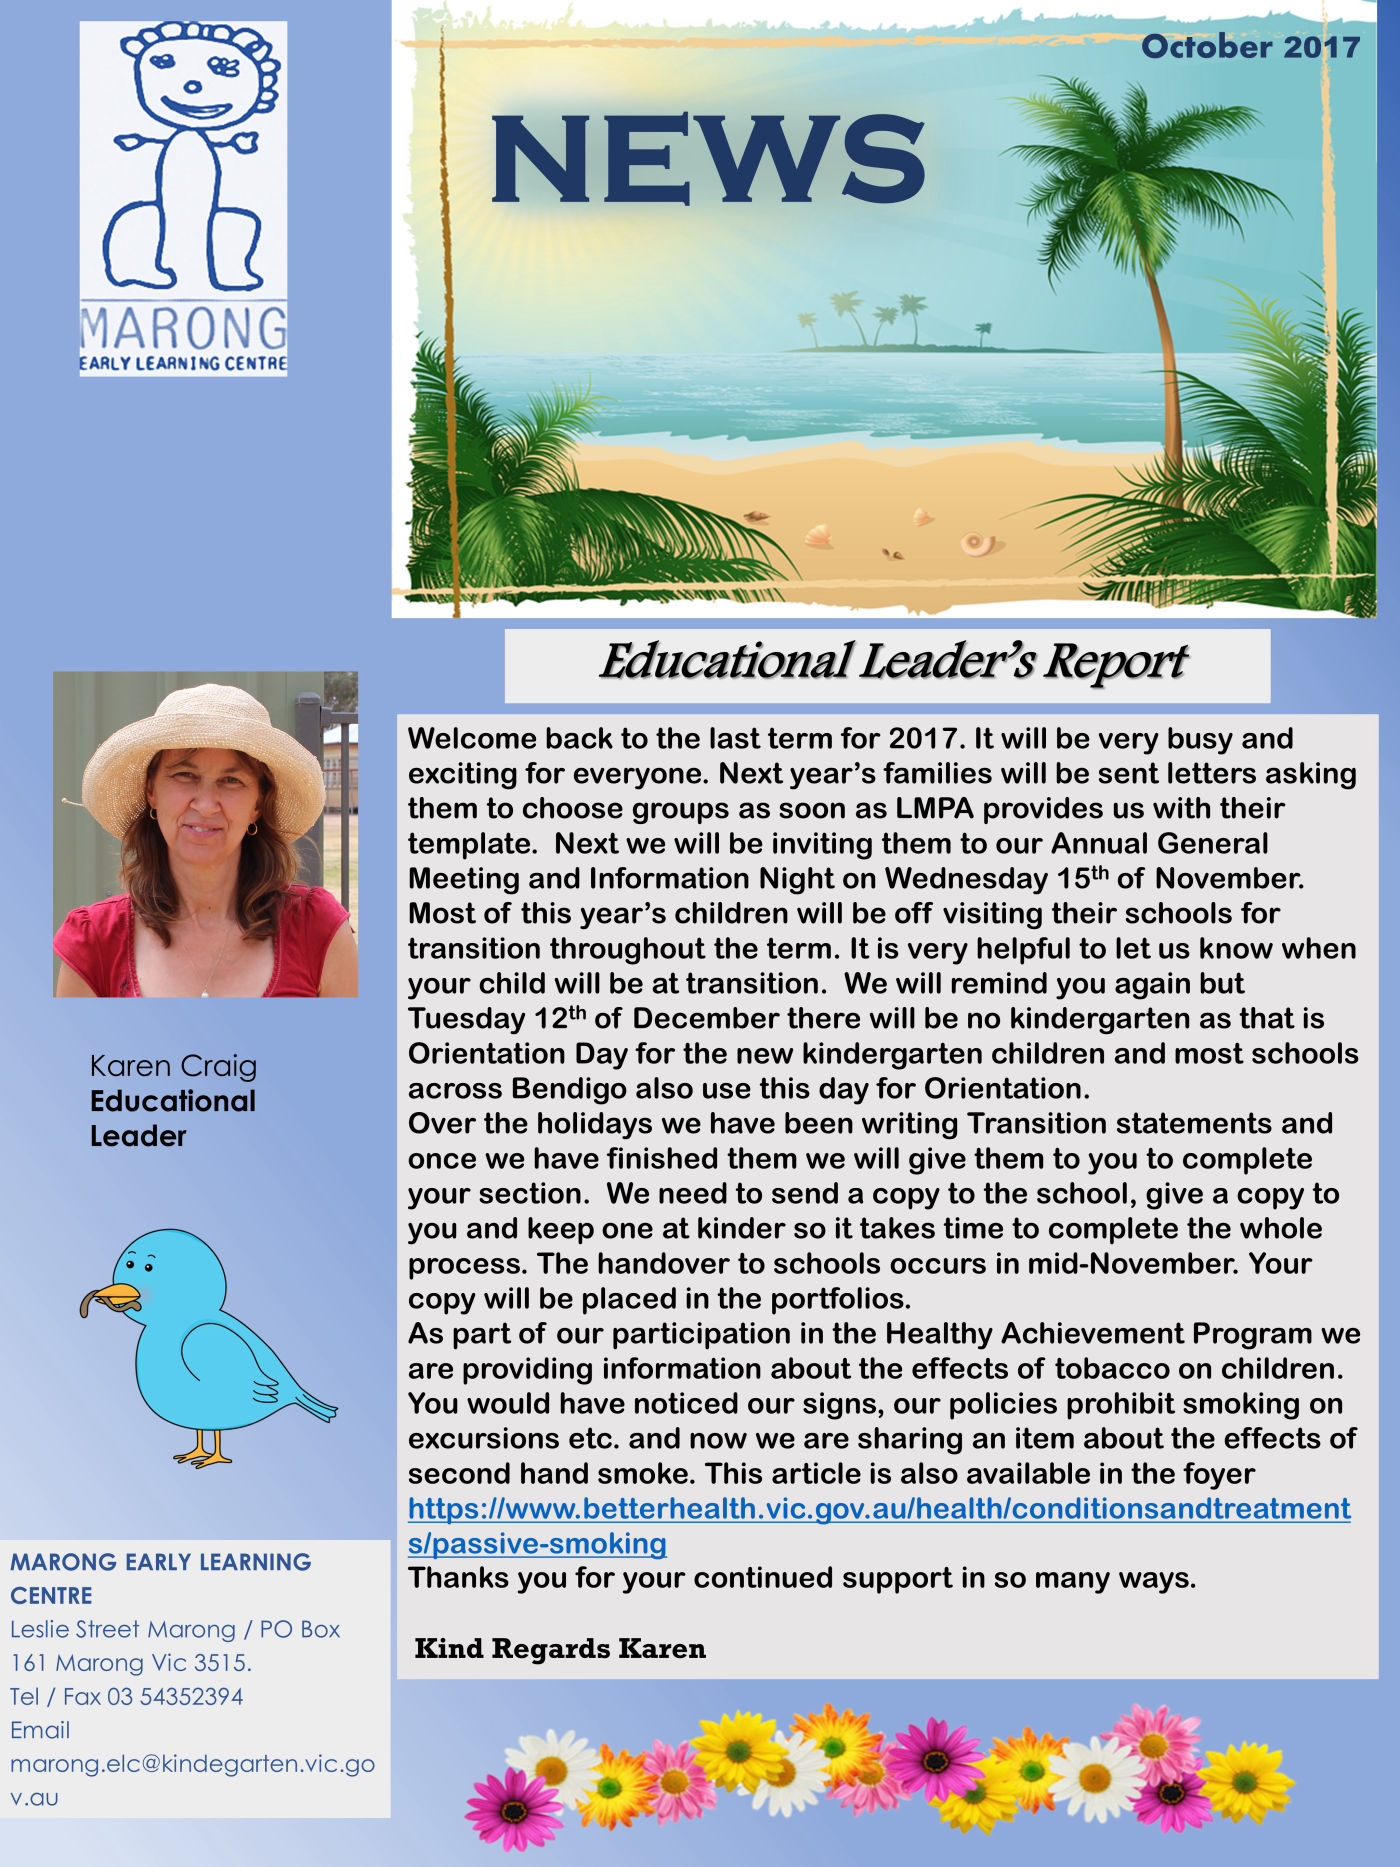 October 2017
NEWS
MARONG
EARLY LEARNING CENTRE
Educational Leader's Report
Welcome back to the last term for 2017. It will be very busy and
exciting for everyone. Next year's families will be sent letters asking
them to choose groups as soon as LMPA provides us with their
template.  Next we will be inviting them to our Annual General
Meeting and Information Night on Wednesday 15th of November.
Most of this year's children will be off visiting their schools for
transition throughout the term. It is very helpful to let us know when
your child will be at transition.  We will remind you again but
Tuesday 12th of December there will be no kindergarten as that is
Orientation Day for the new kindergarten children and most schools
across Bendigo also use this day for Orientation.
Over the holidays we have been writing Transition statements and
once we have finished them we will give them to you to complete
your section.  We need to send a copy to the school, give a copy to
you and keep one at kinder so it takes time to complete the whole
process. The handover to schools occurs in mid-November. Your
copy will be placed in the portfolios.
As part of our participation in the Healthy Achievement Program we
are providing information about the effects of tobacco on children.
You would have noticed our signs, our policies prohibit smoking on
excursions etc. and now we are sharing an item about the effects of
second hand smoke. This article is also available in the foyer
https://www.betterhealth.vic.gov.au/health/conditionsandtreatment
s/passive-smoking
Thanks you for your continued support in so many ways.
Kind Regards Karen
Karen Craig
Educational
Leader
MARONG EARLY LEARNING
CENTRE
Leslie Street Marong / PO Box
161 Marong Vic 3515.
Tel / Fax 03 54352394
Email
marong.elc@kindegarten.vic.go
v.au